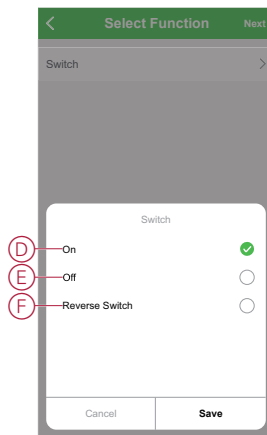 Select Function Next
Switch
Switch
D On
E Off
F Reverse Switch
Cancel Save